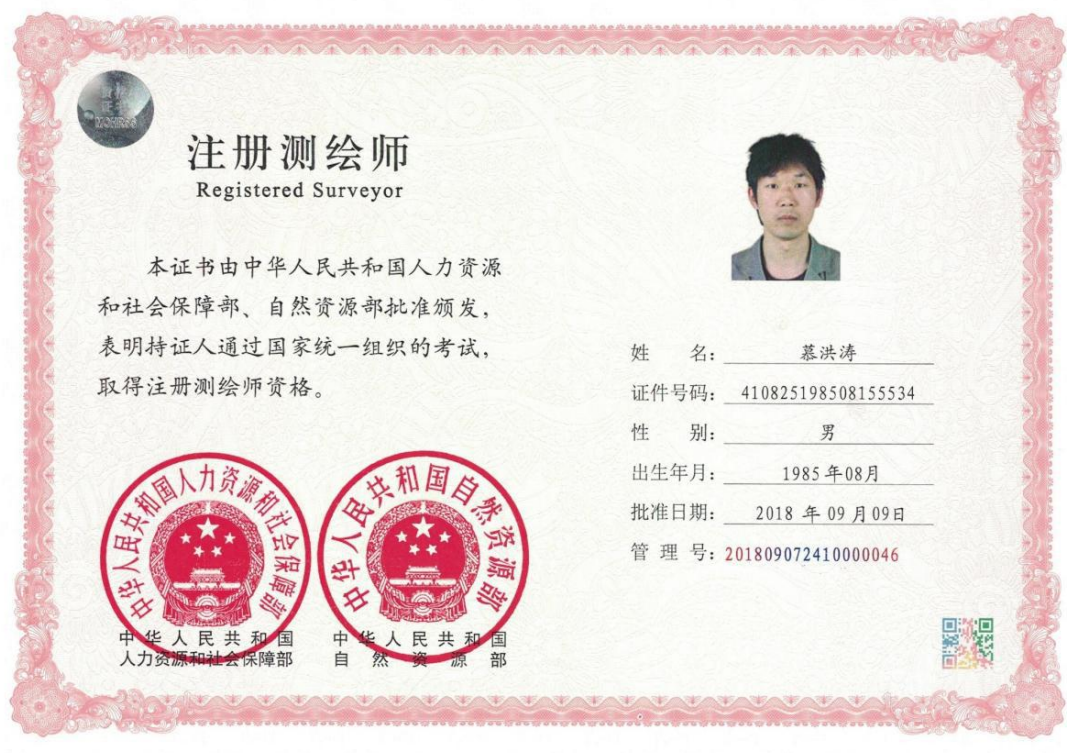 注册测绘师
Registered Surveyor
本证书由中华人民共和国人力资源
和社会保障部、自然资源部批准颁发，
表明持证人通过国家统一组织的考试，
取得注册测绘师资格。
姓 名：慕洪涛
证件号码：410825198508155534
性 别：男
出生年月：1985年08月
批准日期：2018 年 09 月 09日
管 理 号：201809072410000046
中华人民共和国人力资源和社会保障部
中华人民共和国自然资源部
中华人民共和国
人力资源和社会保障部
中华人民共和国
自然资源部